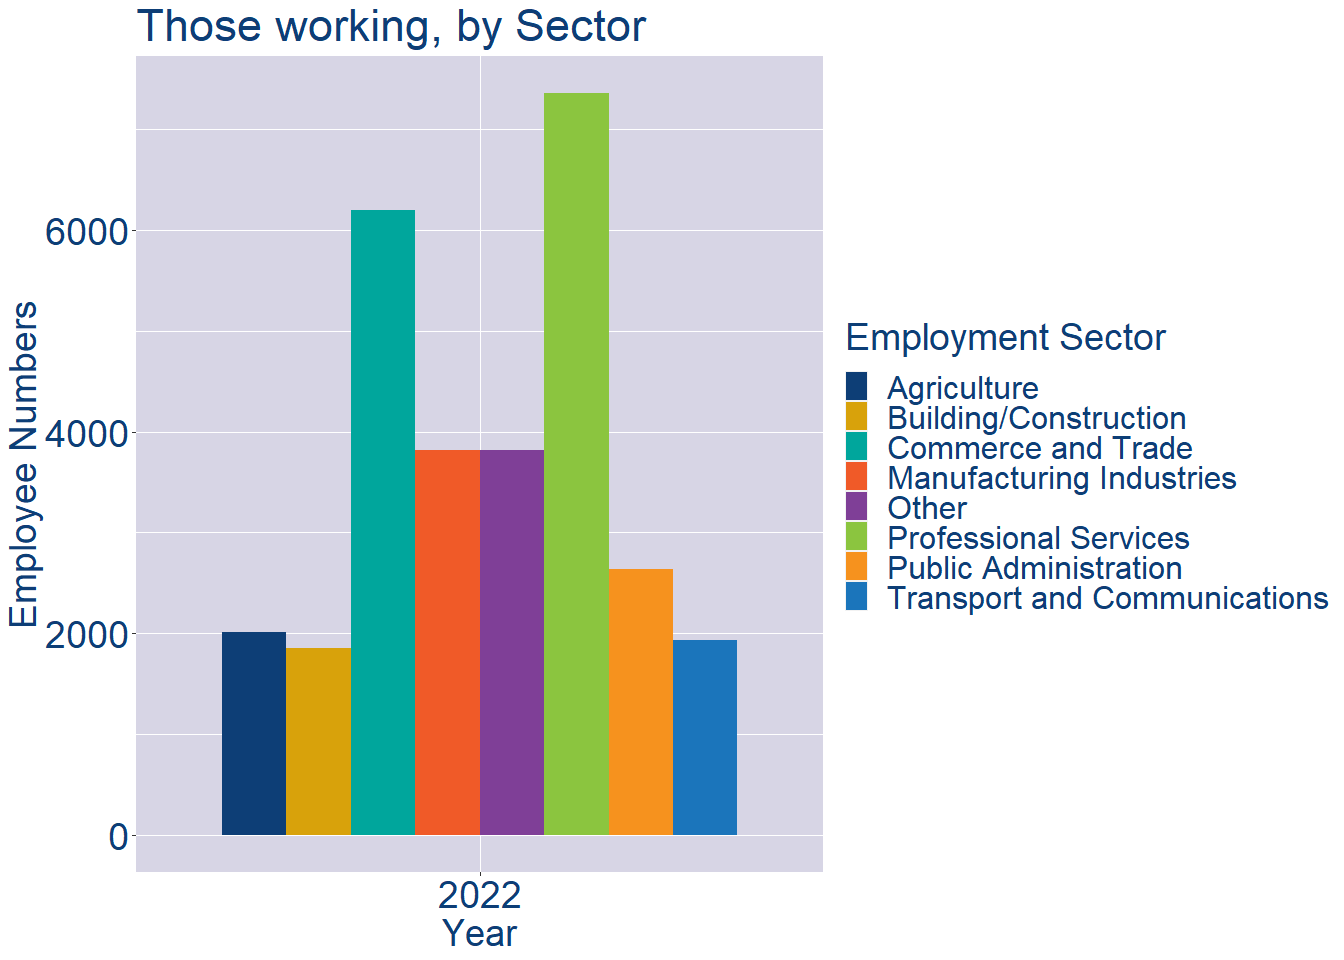 Those working, by Sector
Employee Numbers
6000
4000
2000
0
2022
Year
Employment Sector
Agriculture
Building/Construction
Commerce and Trade
Manufacturing Industries
Other
Professional Services
Public Administration
Transport and Communications